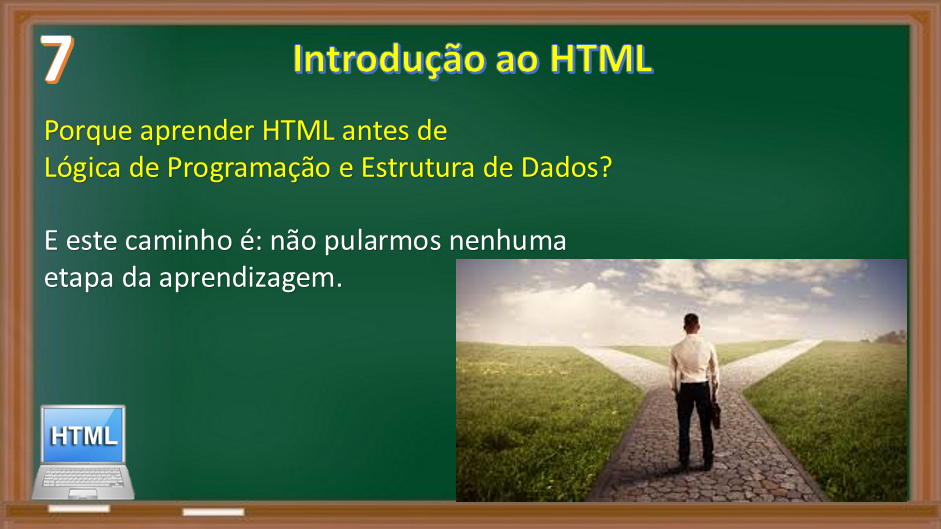 7
Introdução ao HTML
Porque aprender HTML antes de
Lógica de Programação e Estrutura de Dados?
E este caminho é: não pularmos nenhuma
etapa da aprendizagem.
HTML